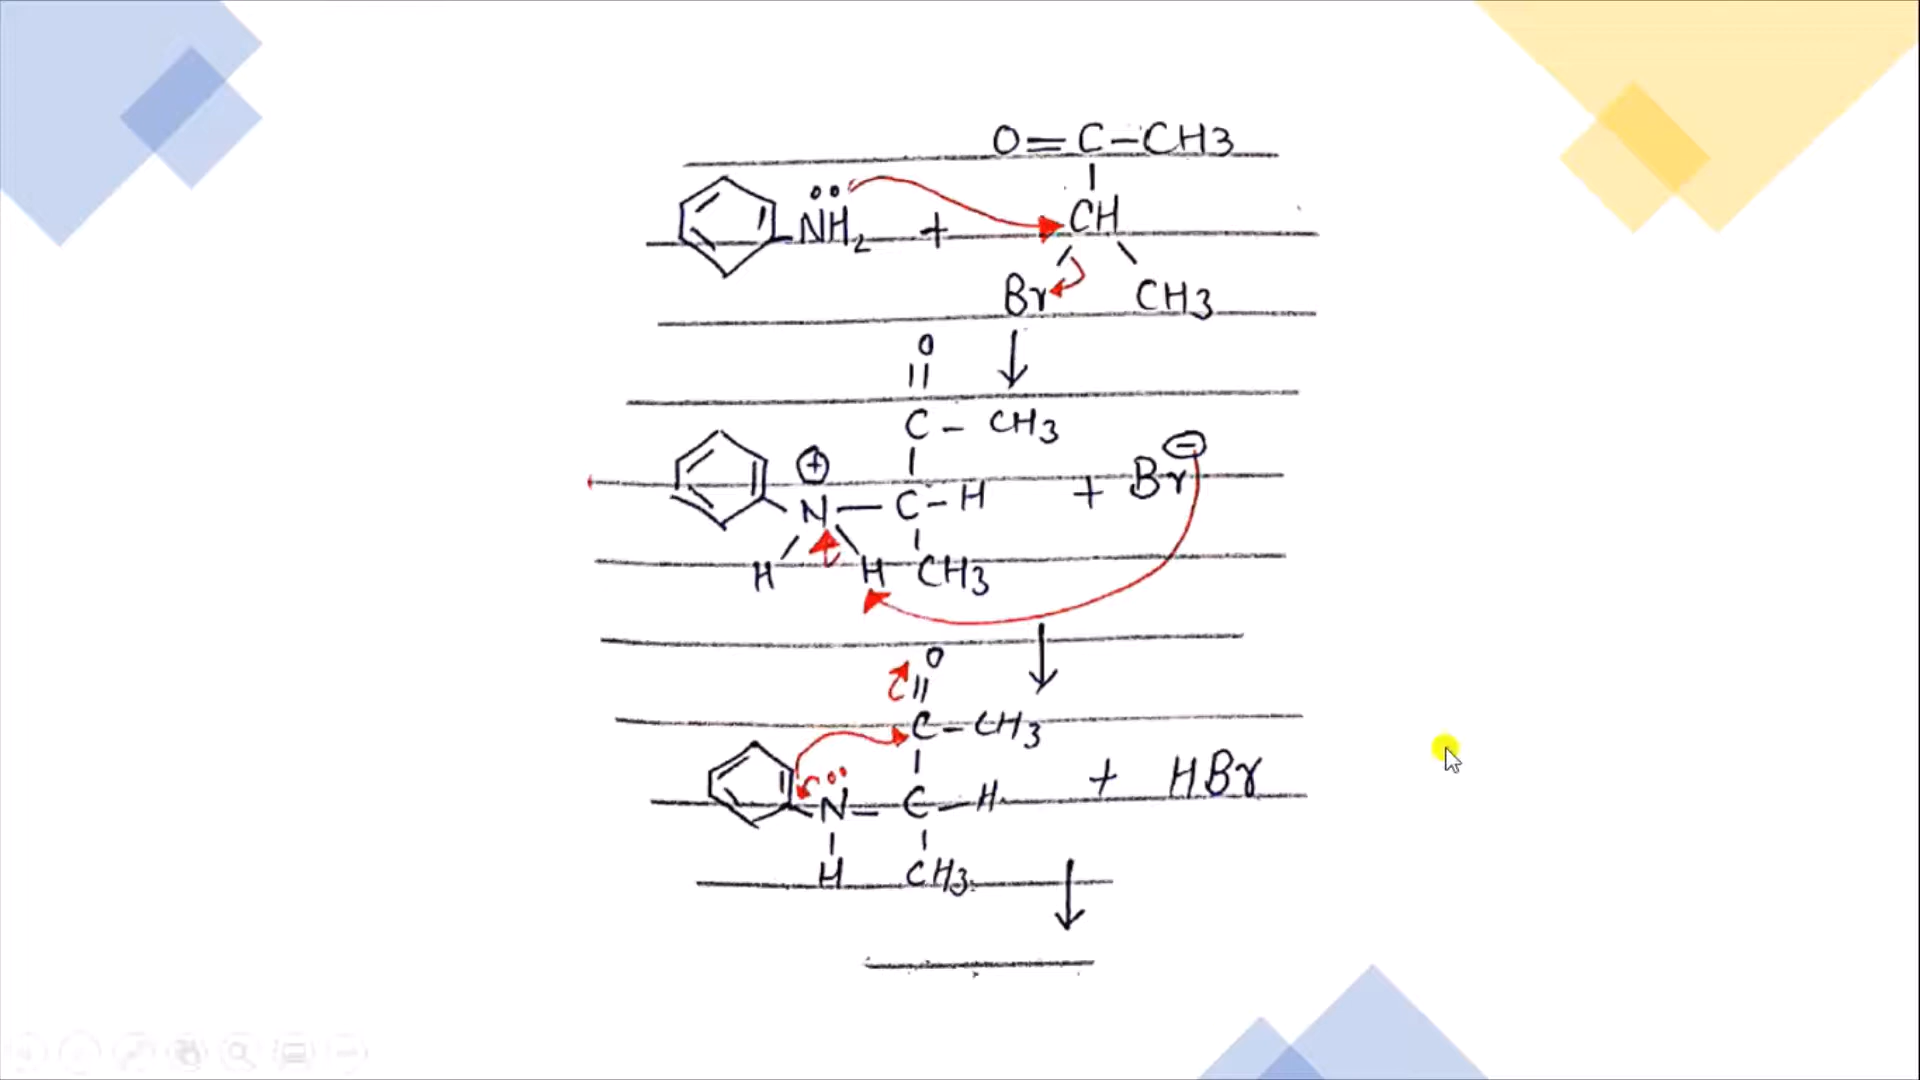 O=C-CH3
NH2 + CH
Br CH3
O
C - CH3
+ -
N - C - H + Br
H H CH3
O
C - CH3
N - C - H + HBr
H CH3